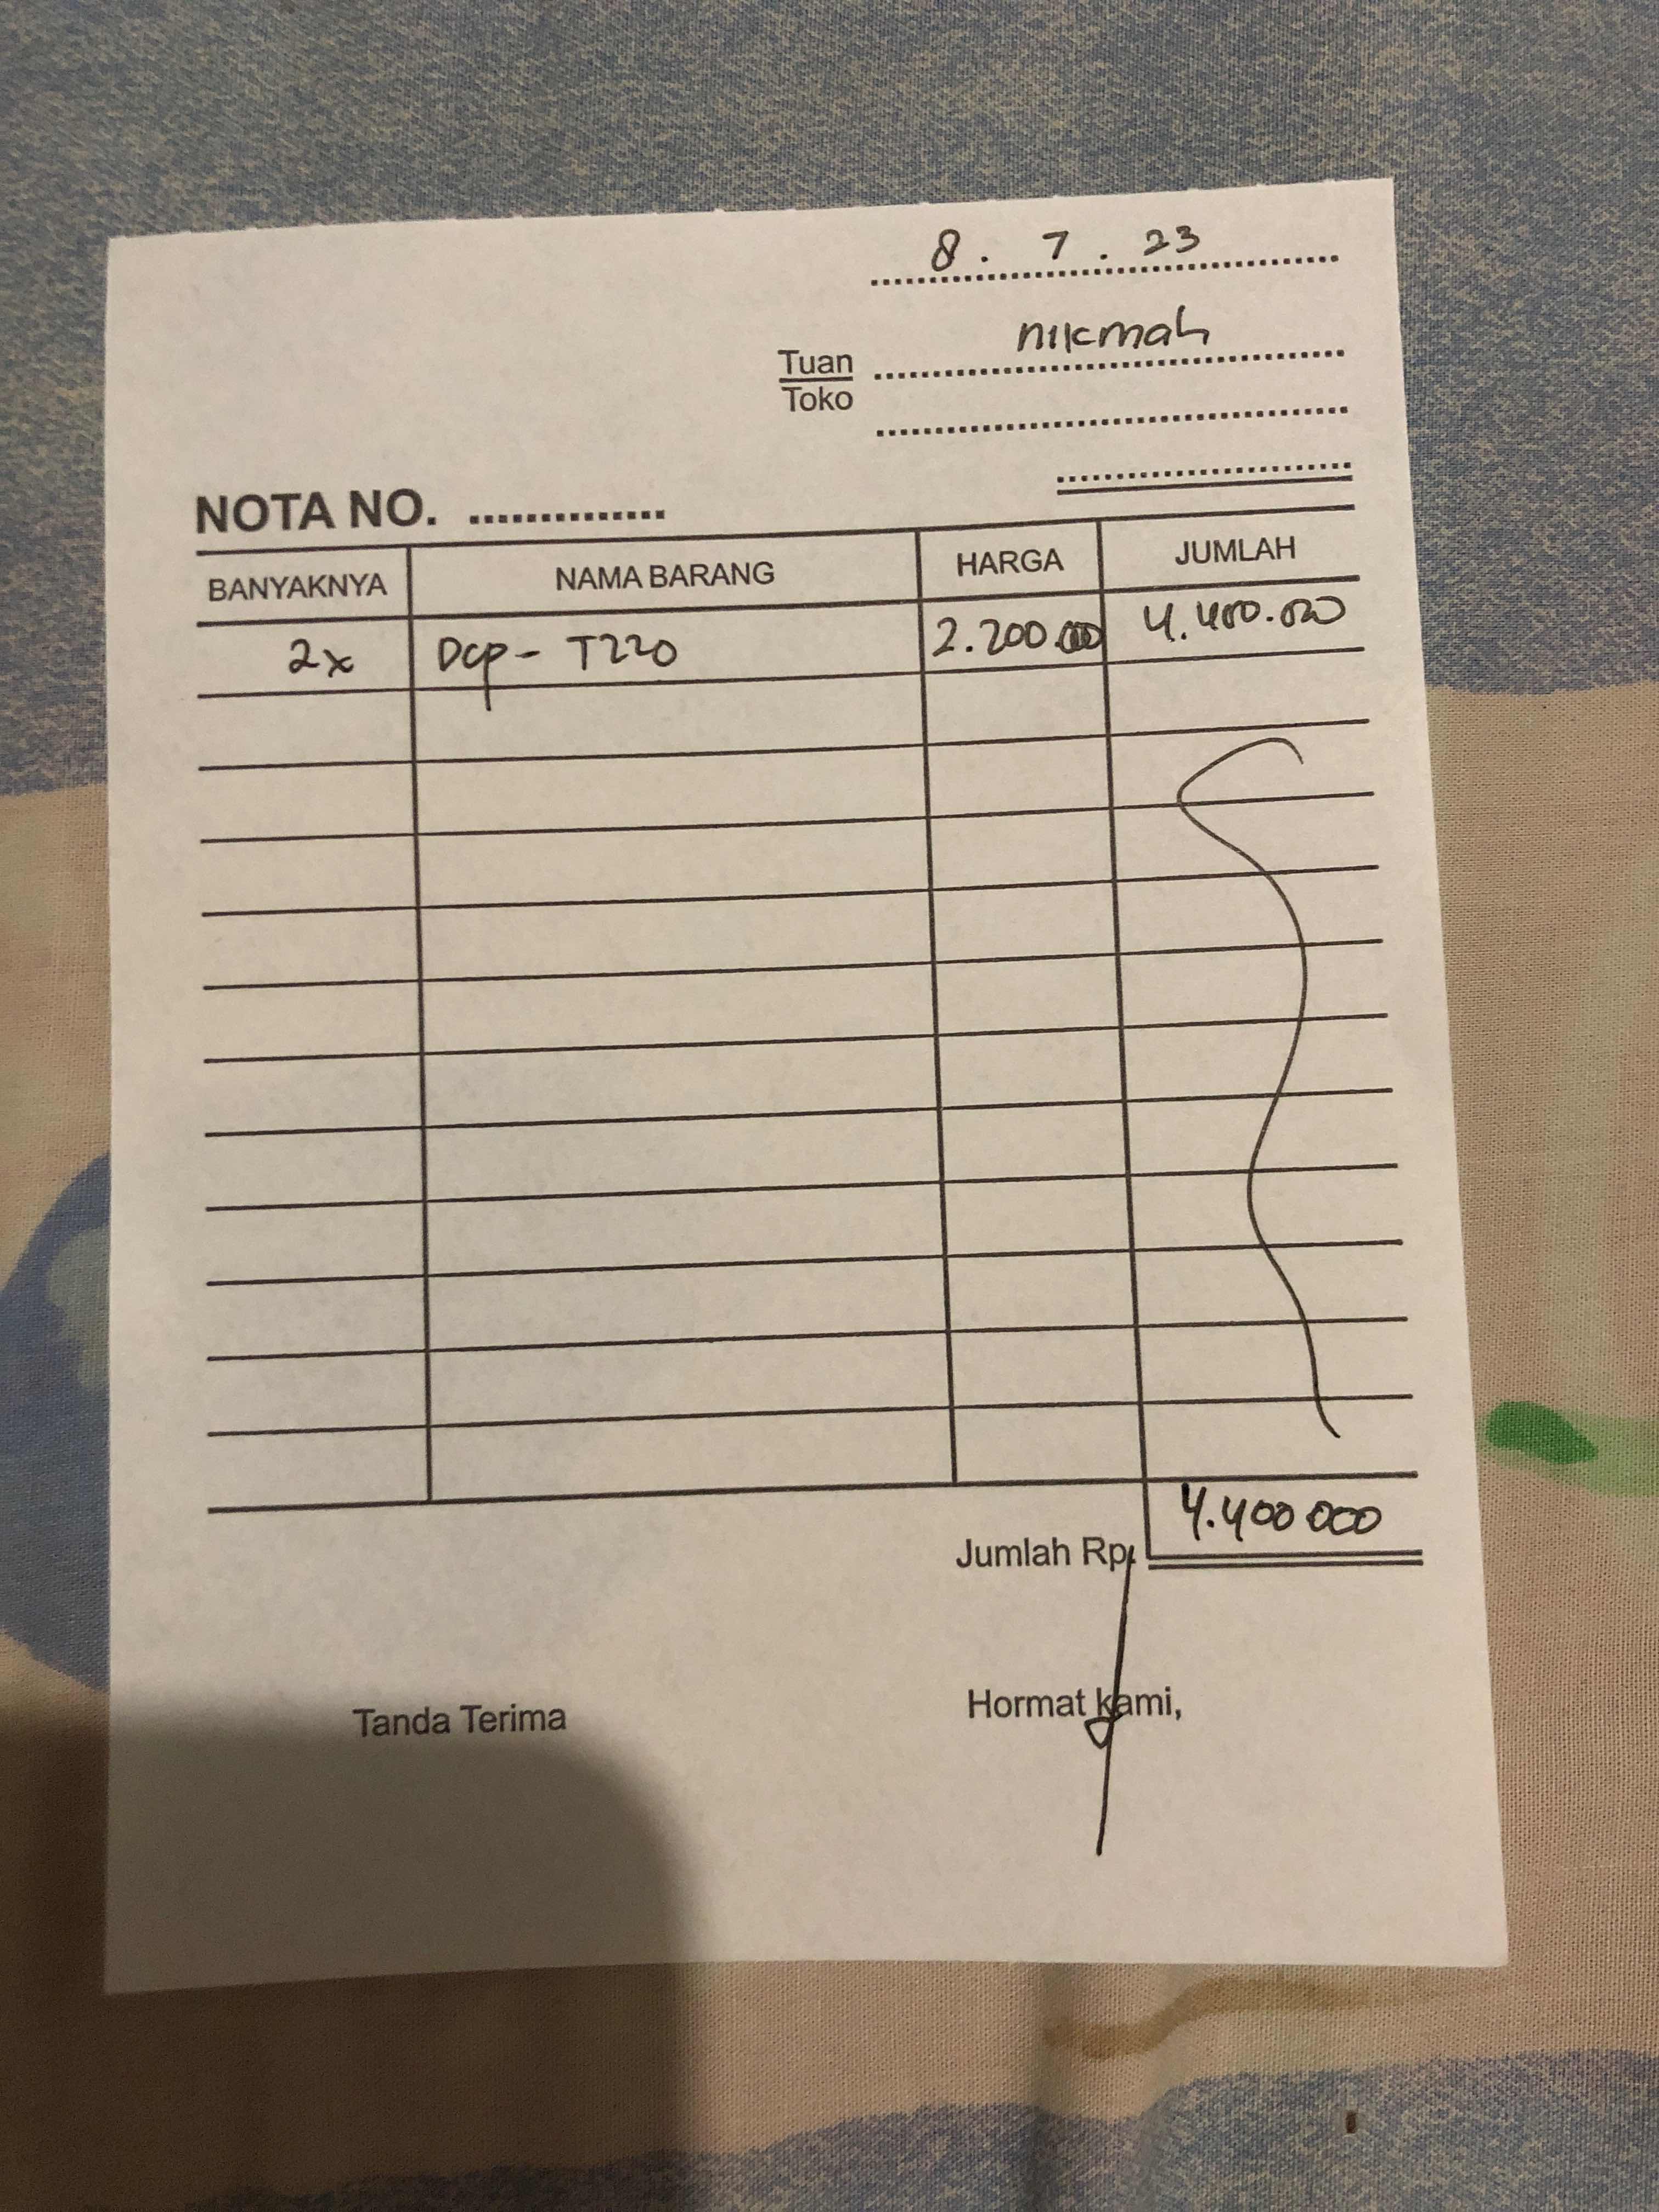 8 . 7 . 23
Tuan nikmah
Toko
NOTA NO. ..............
BANYAKNYA NAMA BARANG HARGA JUMLAH
2x Dcp - T220 2.200.000 4.400.000
Jumlah Rp. 4.400 000
Tanda Terima Hormat kami,